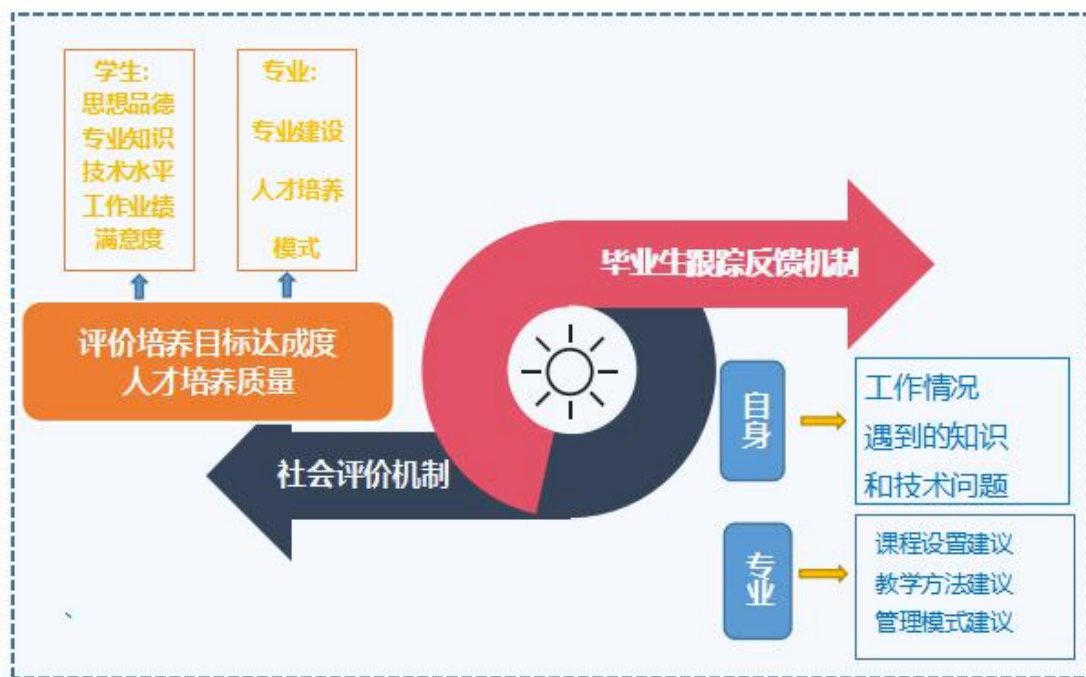 学生:
思想品德
专业知识
技术水平
工作业绩
满意度
专业:
专业建设
人才培养
模式
评价培养目标达成度
人才培养质量
毕业生跟踪反馈机制
社会评价机制
自身
工作情况
遇到的知识
和技术问题
专业
课程设置建议
教学方法建议
管理模式建议
、